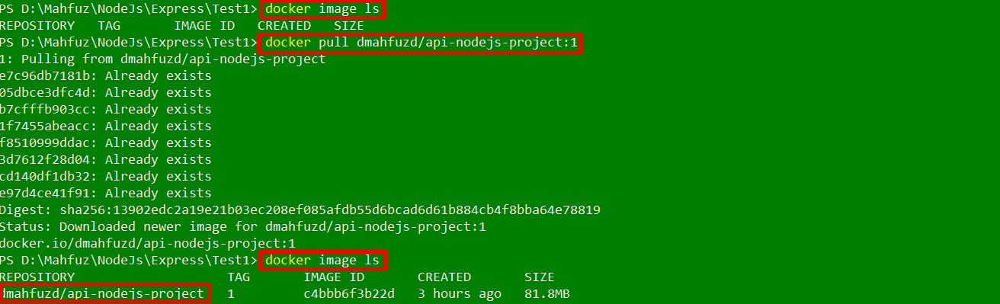 PS D:\Mahfuz\NodeJs\Express\Test1> docker image ls
REPOSITORY   TAG       IMAGE ID   CREATED   SIZE
PS D:\Mahfuz\NodeJs\Express\Test1> docker pull dmahfuzd/api-nodejs-project:1
1: Pulling from dmahfuzd/api-nodejs-project
e7c96db7181b: Already exists
05dbce3dfc4d: Already exists
b7cfffb903cc: Already exists
1f7455abeacc: Already exists
f8510999ddac: Already exists
3d7612f28d04: Already exists
cd140df1db32: Already exists
e97d4ce41f91: Already exists
Digest: sha256:13902edc2a19e21b03ec208ef085afdb55d6bcad6d61b884cb4f8bba64e78819
Status: Downloaded newer image for dmahfuzd/api-nodejs-project:1
docker.io/dmahfuzd/api-nodejs-project:1
PS D:\Mahfuz\NodeJs\Express\Test1> docker image ls
REPOSITORY                    TAG       IMAGE ID       CREATED       SIZE
dmahfuzd/api-nodejs-project   1         c4bbb6f3b22d   3 hours ago   81.8MB